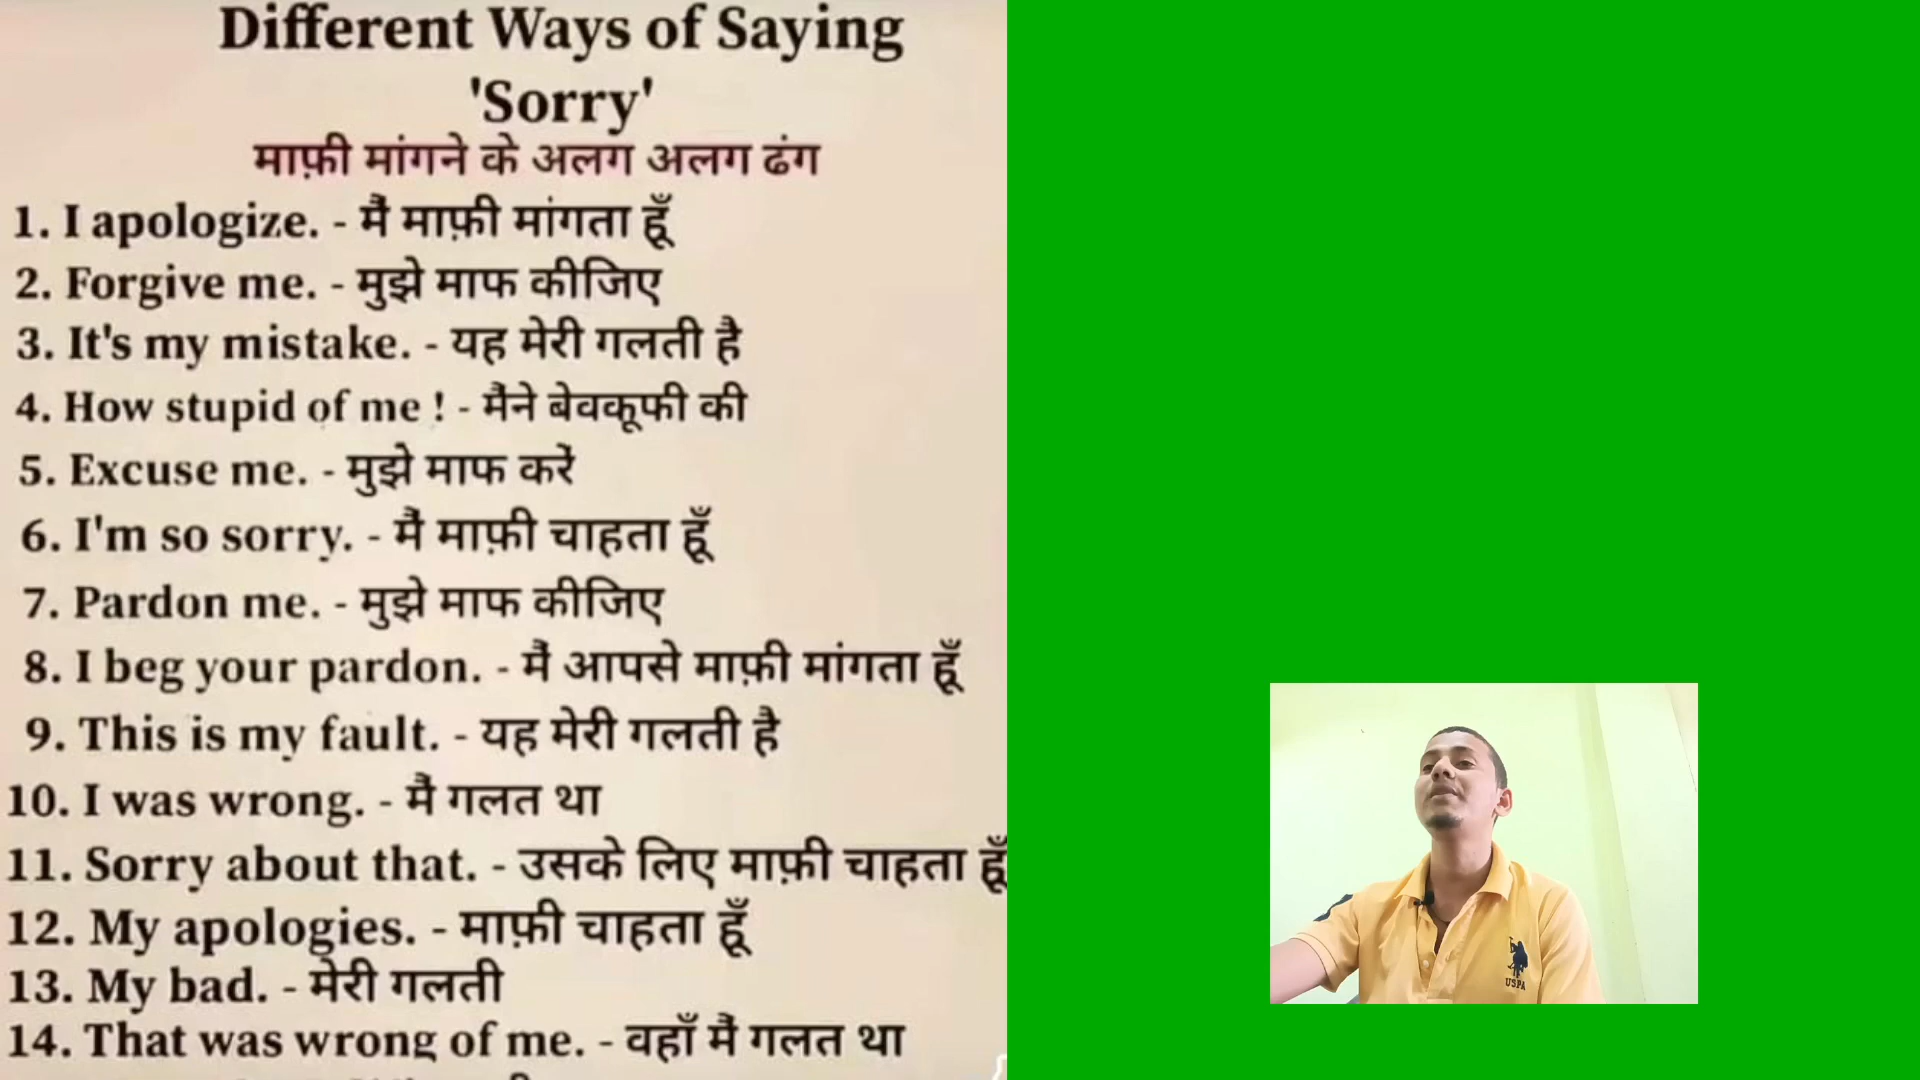 Different Ways of Saying
'Sorry'
माफ़ी मांगने के अलग अलग ढंग
1. I apologize. - मैं माफ़ी मांगता हूँ
2. Forgive me. - मुझे माफ कीजिए
3. It's my mistake. - यह मेरी गलती है
4. How stupid of me ! - मैंने बेवकूफी की
5. Excuse me. - मुझे माफ करें
6. I'm so sorry. - मैं माफ़ी चाहता हूँ
7. Pardon me. - मुझे माफ कीजिए
8. I beg your pardon. - मैं आपसे माफ़ी मांगता हूँ
9. This is my fault. - यह मेरी गलती है
10. I was wrong. - मैं गलत था
11. Sorry about that. - उसके लिए माफ़ी चाहता हूँ
12. My apologies. - माफ़ी चाहता हूँ
13. My bad. - मेरी गलती
14. That was wrong of me. - वहाँ मैं गलत था
USPA